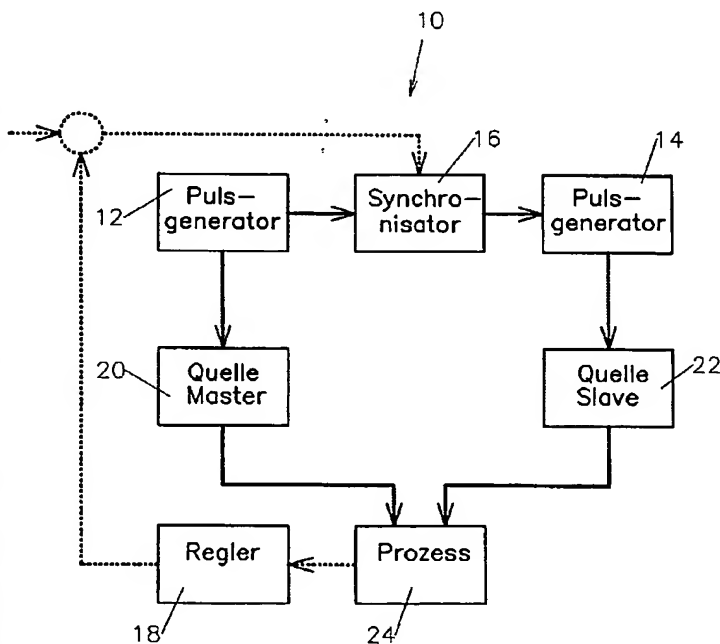 10
16
14
12
Puls-
generator
Synchro-
nisator
Puls-
generator
20
Quelle
Master
Quelle
Slave
22
Regler
Prozess
18
24